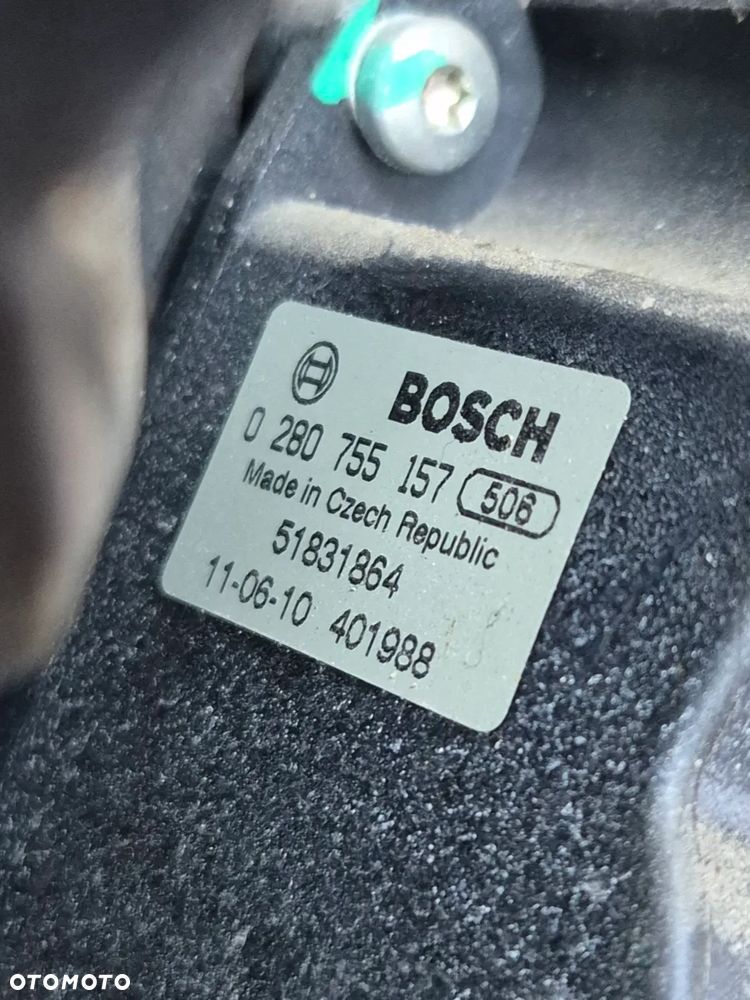 BOSCH
0 280 755 157 506
Made in Czech Republic
51831864
11-06-10 401988
OTOMOTO